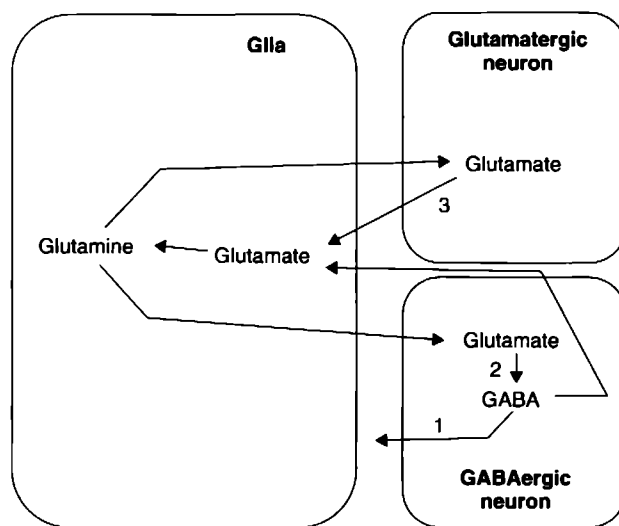 Glia
Glutamatergic
neuron
Glutamate
3
Glutamine
Glutamate
Glutamate
2
GABA
1
GABAergic
neuron